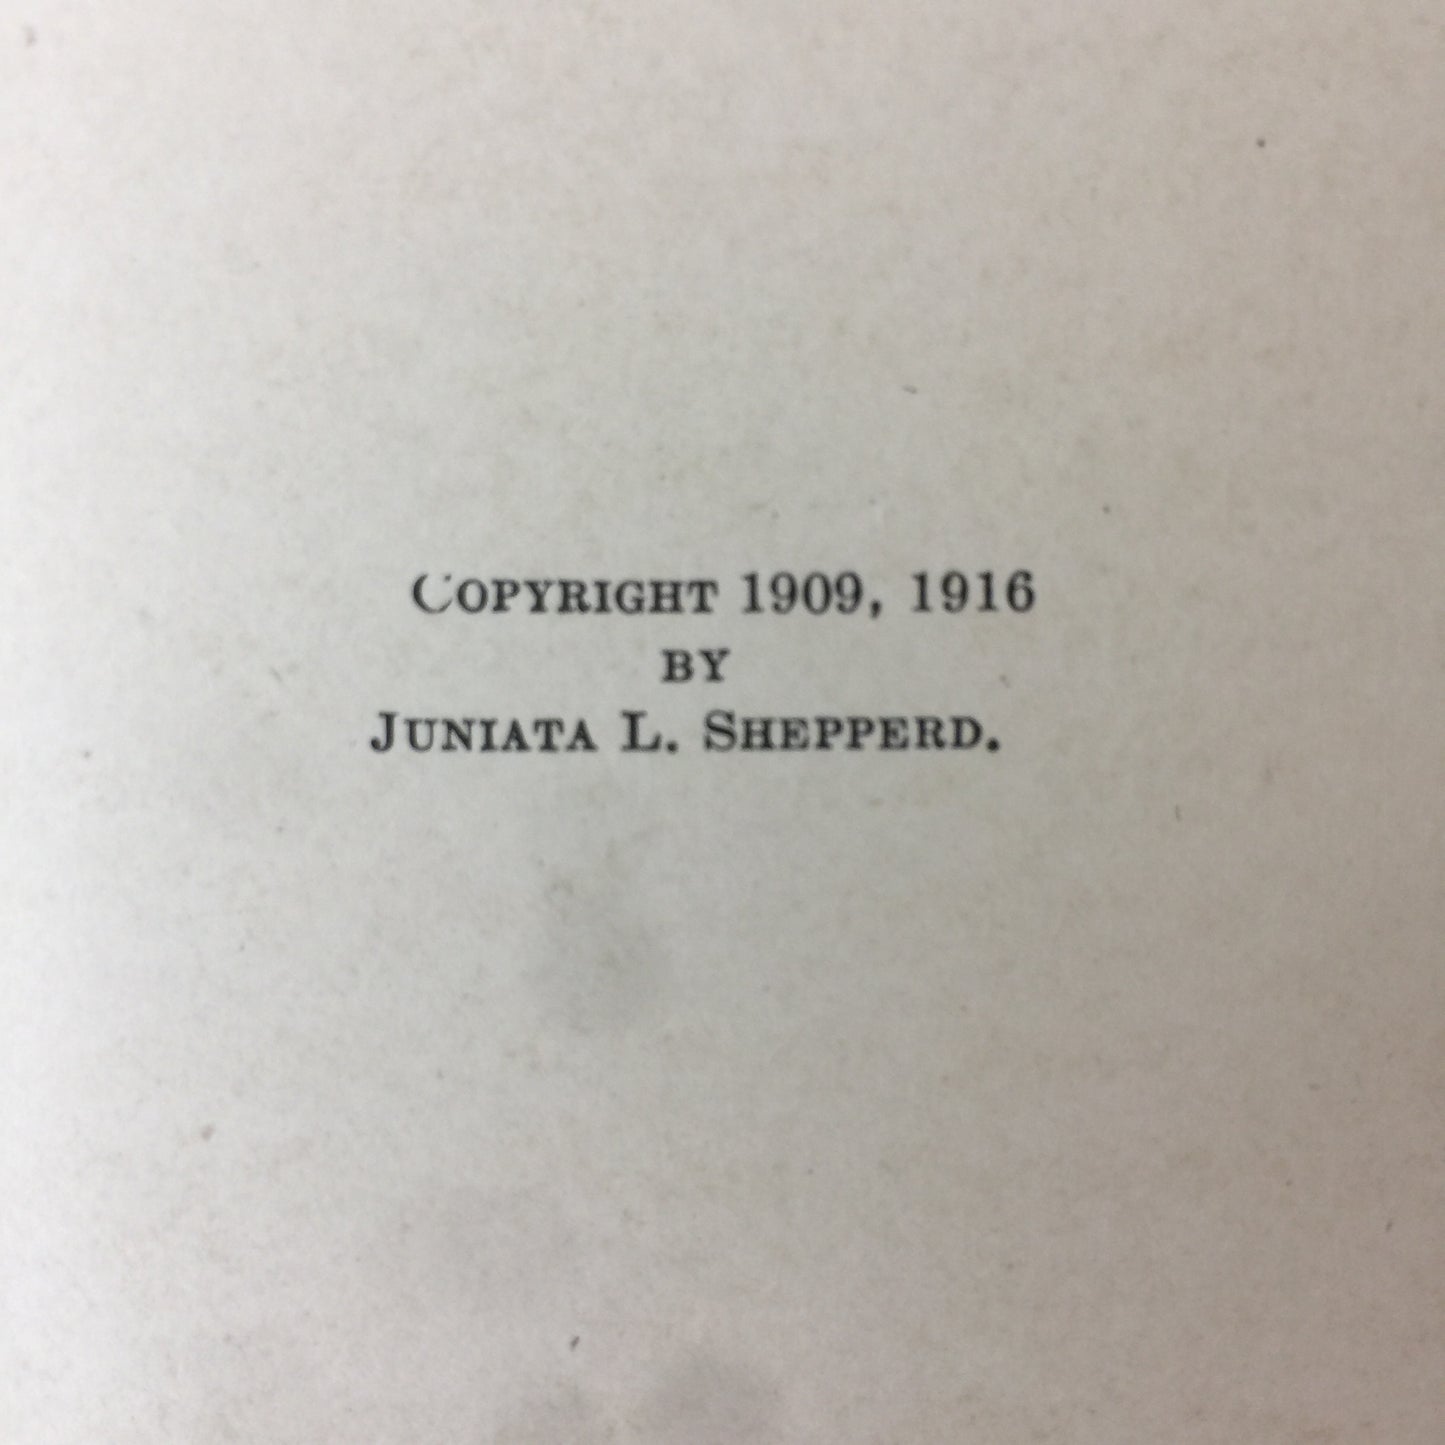 Copyright 1909, 1916
by
Juniata L. Shepperd.